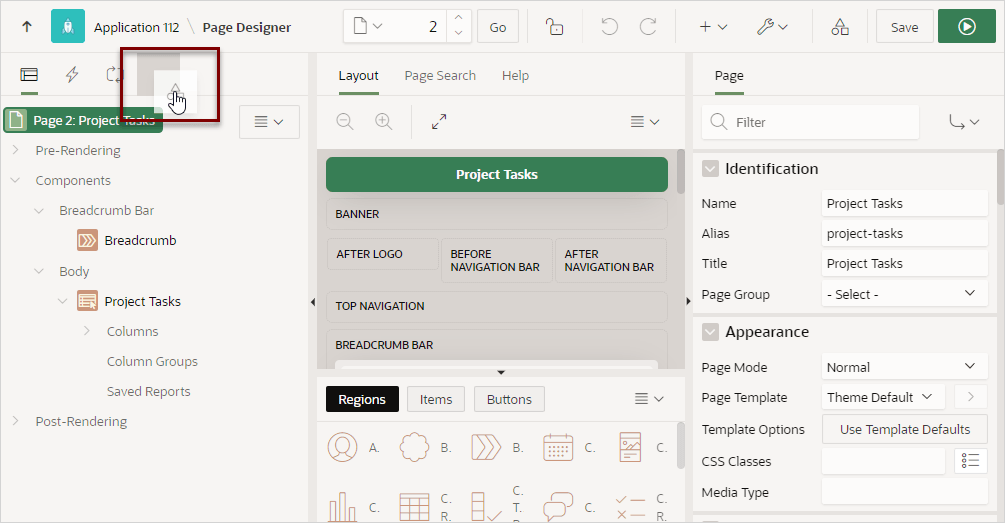 Application 112 \ Page Designer
2
Go
Save
Layout
Page Search
Help
Page
Page 2: Project Tasks
Pre-Rendering
Components
Breadcrumb Bar
Breadcrumb
Body
Project Tasks
Columns
Column Groups
Saved Reports
Post-Rendering
Project Tasks
BANNER
AFTER LOGO
BEFORE
NAVIGATION BAR
AFTER
NAVIGATION BAR
TOP NAVIGATION
BREADCRUMB BAR
Regions
Items
Buttons
A.
B.
B.
C.
C.
C.
C.
R.
C.
T.
R.
C.
C.
R.
Filter
Identification
Name
Project Tasks
Alias
project-tasks
Title
Project Tasks
Page Group
- Select -
Appearance
Page Mode
Normal
Page Template
Theme Default
Template Options
Use Template Defaults
CSS Classes
Media Type